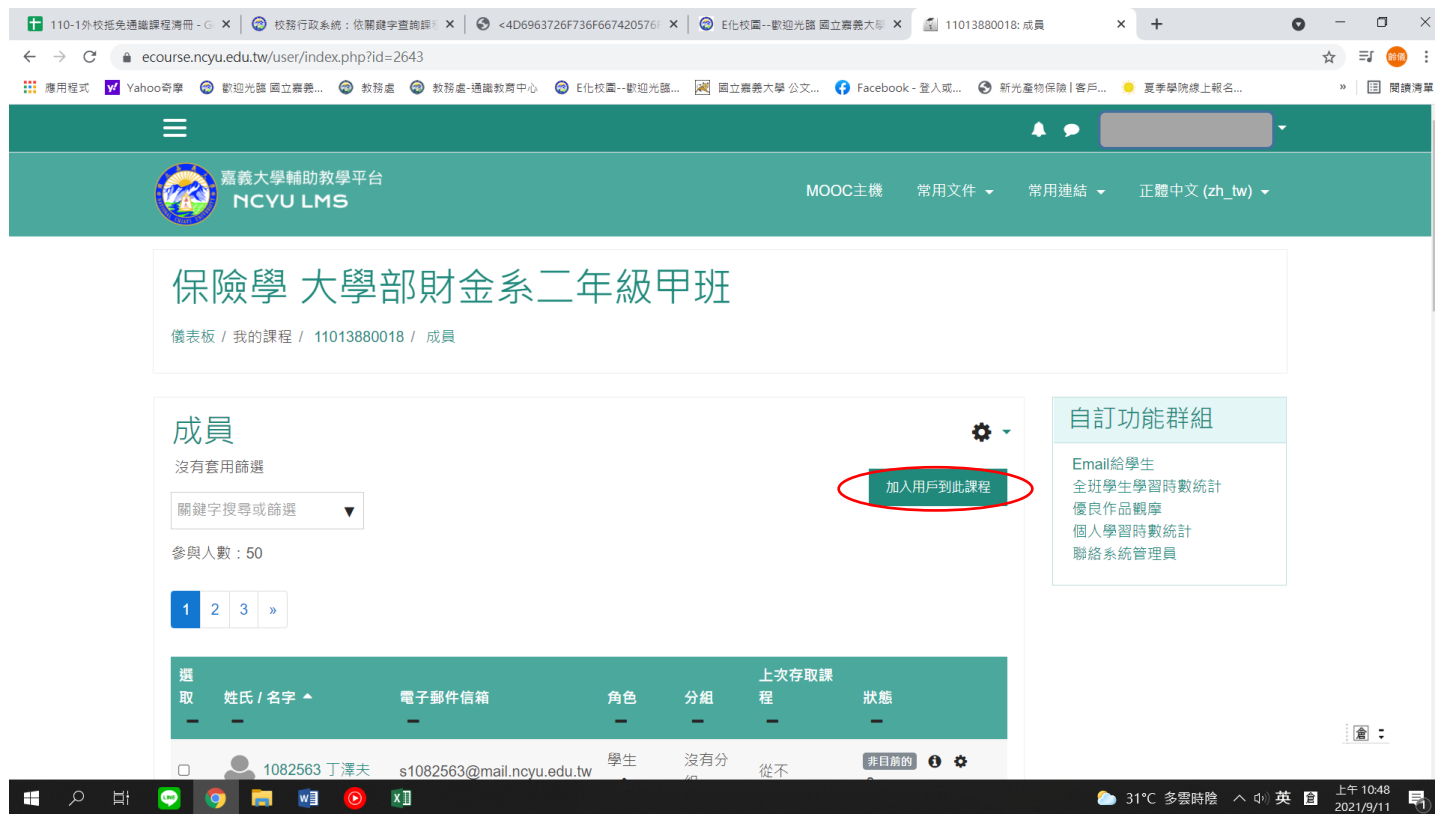 110-1外校抵免通識課程清冊 - G
校務行政系統：依關鍵字查詢課
<4D6963726F736F667420576F
E化校園--歡迎光臨 國立嘉義大學
11013880018: 成員
ecourse.ncyu.edu.tw/user/index.php?id=2643
應用程式
Yahoo奇摩
歡迎光臨 國立嘉義...
教務處
教務處-通識教育中心
E化校園--歡迎光臨...
國立嘉義大學 公文...
Facebook - 登入或...
新光產物保險 | 客戶...
夏季學院線上報名...
»
閱讀清單
嘉義大學輔助教學平台
NCYU LMS
MOOC主機
常用文件
常用連結
正體中文 (zh_tw)
保險學 大學部財金系二年級甲班
儀表板 / 我的課程 / 11013880018 / 成員
成員
沒有套用篩選
加入用戶到此課程
關鍵字搜尋或篩選
參與人數：50
1 2 3 »
自訂功能群組
Email給學生
全班學生學習時數統計
優良作品觀摩
個人學習時數統計
聯絡系統管理員
選取
姓氏 / 名字
電子郵件信箱
角色
分組
上次存取課程
狀態
1082563 丁澤夫
s1082563@mail.ncyu.edu.tw
學生
沒有分
從不
非目前的
倉
31°C 多雲時陰
英
上午 10:48
2021/9/11